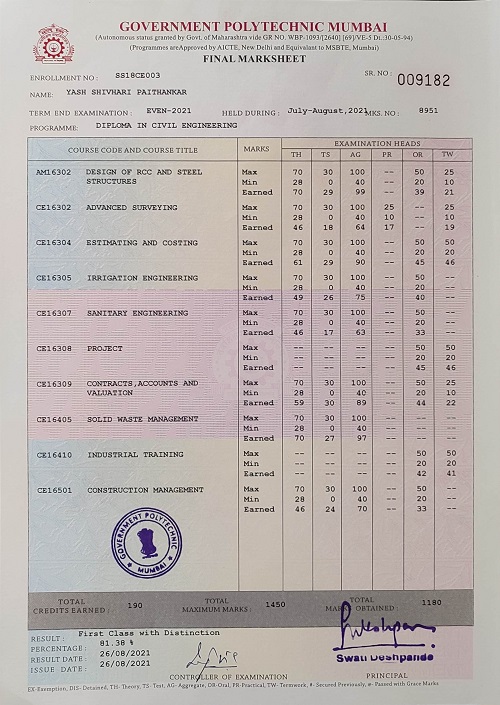 GOVERNMENT POLYTECHNIC MUMBAI
(Autonomous status granted by Govt. of Maharashtra vide GR NO. WBP-1093/[2640] [69]/VE-5 Dt.:30-05-94)
(Programmes areApproved by AICTE, New Delhi and Equivalent to MSBTE, Mumbai)
FINAL MARKSHEET
ENROLLMENT NO : SS18CE003 SR. NO : 009182
NAME: YASH SHIVHARI PAITHANKAR
TERM END EXAMINATION : EVEN-2021 HELD DURING : July-August,2021 MKS. NO : 8951
PROGRAMME: DIPLOMA IN CIVIL ENGINEERING
COURSE CODE AND COURSE TITLE MARKS EXAMINATION HEADS
TH TS AG PR OR TW
AM16302 DESIGN OF RCC AND STEEL Max 70 30 100 -- 50 25
STRUCTURES Min 28 0 40 -- 20 10
Earned 70 29 99 -- 39 21
CE16302 ADVANCED SURVEYING Max 70 30 100 25 -- 25
Min 28 0 40 10 -- 10
Earned 46 18 64 17 -- 19
CE16304 ESTIMATING AND COSTING Max 70 30 100 -- 50 50
Min 28 0 40 -- 20 20
Earned 61 29 90 -- 45 46
CE16305 IRRIGATION ENGINEERING Max 70 30 100 -- 50 --
Min 28 0 40 -- 20 --
Earned 49 26 75 -- 40 --
CE16307 SANITARY ENGINEERING Max 70 30 100 -- 50 --
Min 28 0 40 -- 20 --
Earned 46 17 63 -- 33 --
CE16308 PROJECT Max -- -- -- -- 50 50
Min -- -- -- -- 20 20
Earned -- -- -- -- 45 46
CE16309 CONTRACTS,ACCOUNTS AND Max 70 30 100 -- 50 25
VALUATION Min 28 0 40 -- 20 10
Earned 59 30 89 -- 44 22
CE16405 SOLID WASTE MANAGEMENT Max 70 30 100 -- -- --
Min 28 0 40 -- -- --
Earned 70 27 97 -- -- --
CE16410 INDUSTRIAL TRAINING Max -- -- -- -- 50 50
Min -- -- -- -- 20 20
Earned -- -- -- -- 42 41
CE16501 CONSTRUCTION MANAGEMENT Max 70 30 100 -- 50 --
Min 28 0 40 -- 20 --
Earned 46 24 70 -- 33 --
GOVERNMENT POLYTECHNIC
MUMBAI
TOTAL CREDITS EARNED : 190 TOTAL MAXIMUM MARKS : 1450 TOTAL MARKS OBTAINED : 1180
RESULT : First Class with Distinction
PERCENTAGE : 81.38 %
RESULT DATE : 26/08/2021
ISSUE DATE : 26/08/2021
Swati Deshpande
CONTROLLER OF EXAMINATION PRINCIPAL
EX-Exemption, DIS- Detained, TH-Theory, TS- Test, AG-Aggregate, OR-Oral, PR-Practical, TW-Termwork, #- Secured Previously, Passed with Grace Marks